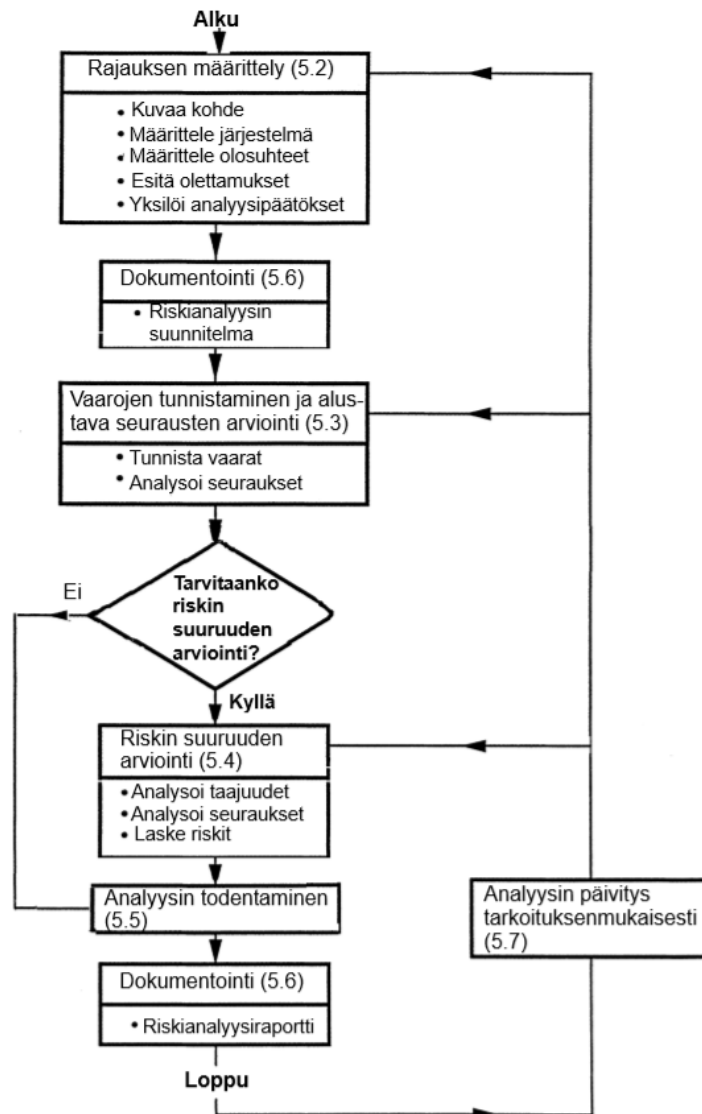 Alku
Rajauksen määrittely (5.2)
• Kuvaa kohde
• Määrittele järjestelmä
• Määrittele olosuhteet
• Esitä olettamukset
• Yksilöi analyysipäätökset
Dokumentointi (5.6)
• Riskianalyysin
suunnitelma
Vaarojen tunnistaminen ja alus-
tava seurausten arviointi (5.3)
• Tunnista vaarat
• Analysoi seuraukset
Ei
Tarvitaanko
riskin
suuruuden
arviointi?
Kyllä
Riskin suuruuden
arviointi (5.4)
• Analysoi taajuudet
• Analysoi seuraukset
• Laske riskit
Analyysin todentaminen
(5.5)
Analyysin päivitys
tarkoituksenmukaisesti
(5.7)
Dokumentointi (5.6)
• Riskianalyysiraportti
Loppu